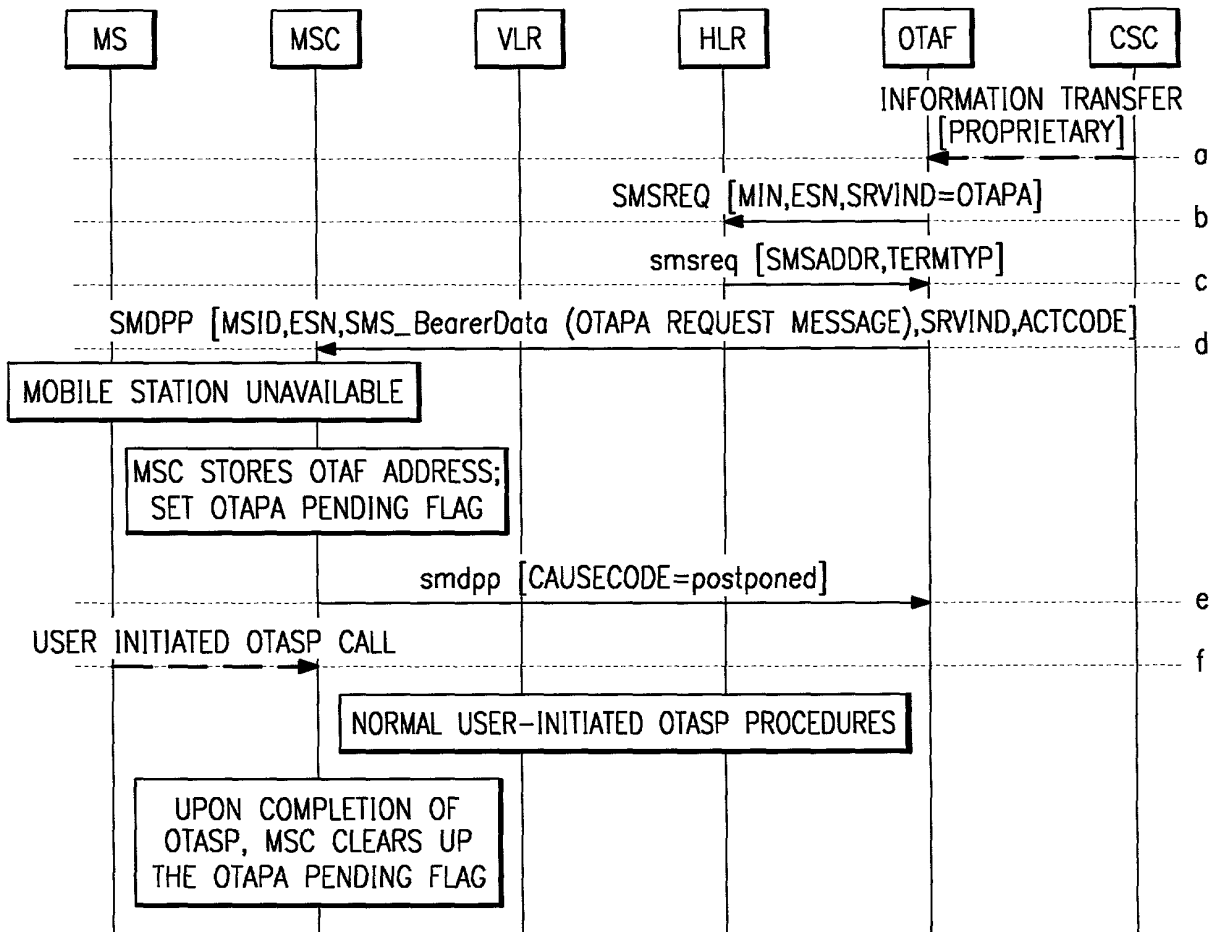 MS MSC VLR HLR OTAF CSC
INFORMATION TRANSFER
[PROPRIETARY]
a
SMSREQ [MIN,ESN,SRVIND=OTAPA]
b
smsreq [SMSADDR,TERMTYP]
c
SMDPP [MSID,ESN,SMS_BearerData (OTAPA REQUEST MESSAGE),SRVIND,ACTCODE]
d
MOBILE STATION UNAVAILABLE
MSC STORES OTAF ADDRESS;
SET OTAPA PENDING FLAG
smdpp [CAUSECODE=postponed]
e
USER INITIATED OTASP CALL
f
NORMAL USER-INITIATED OTASP PROCEDURES
UPON COMPLETION OF
OTASP, MSC CLEARS UP
THE OTAPA PENDING FLAG